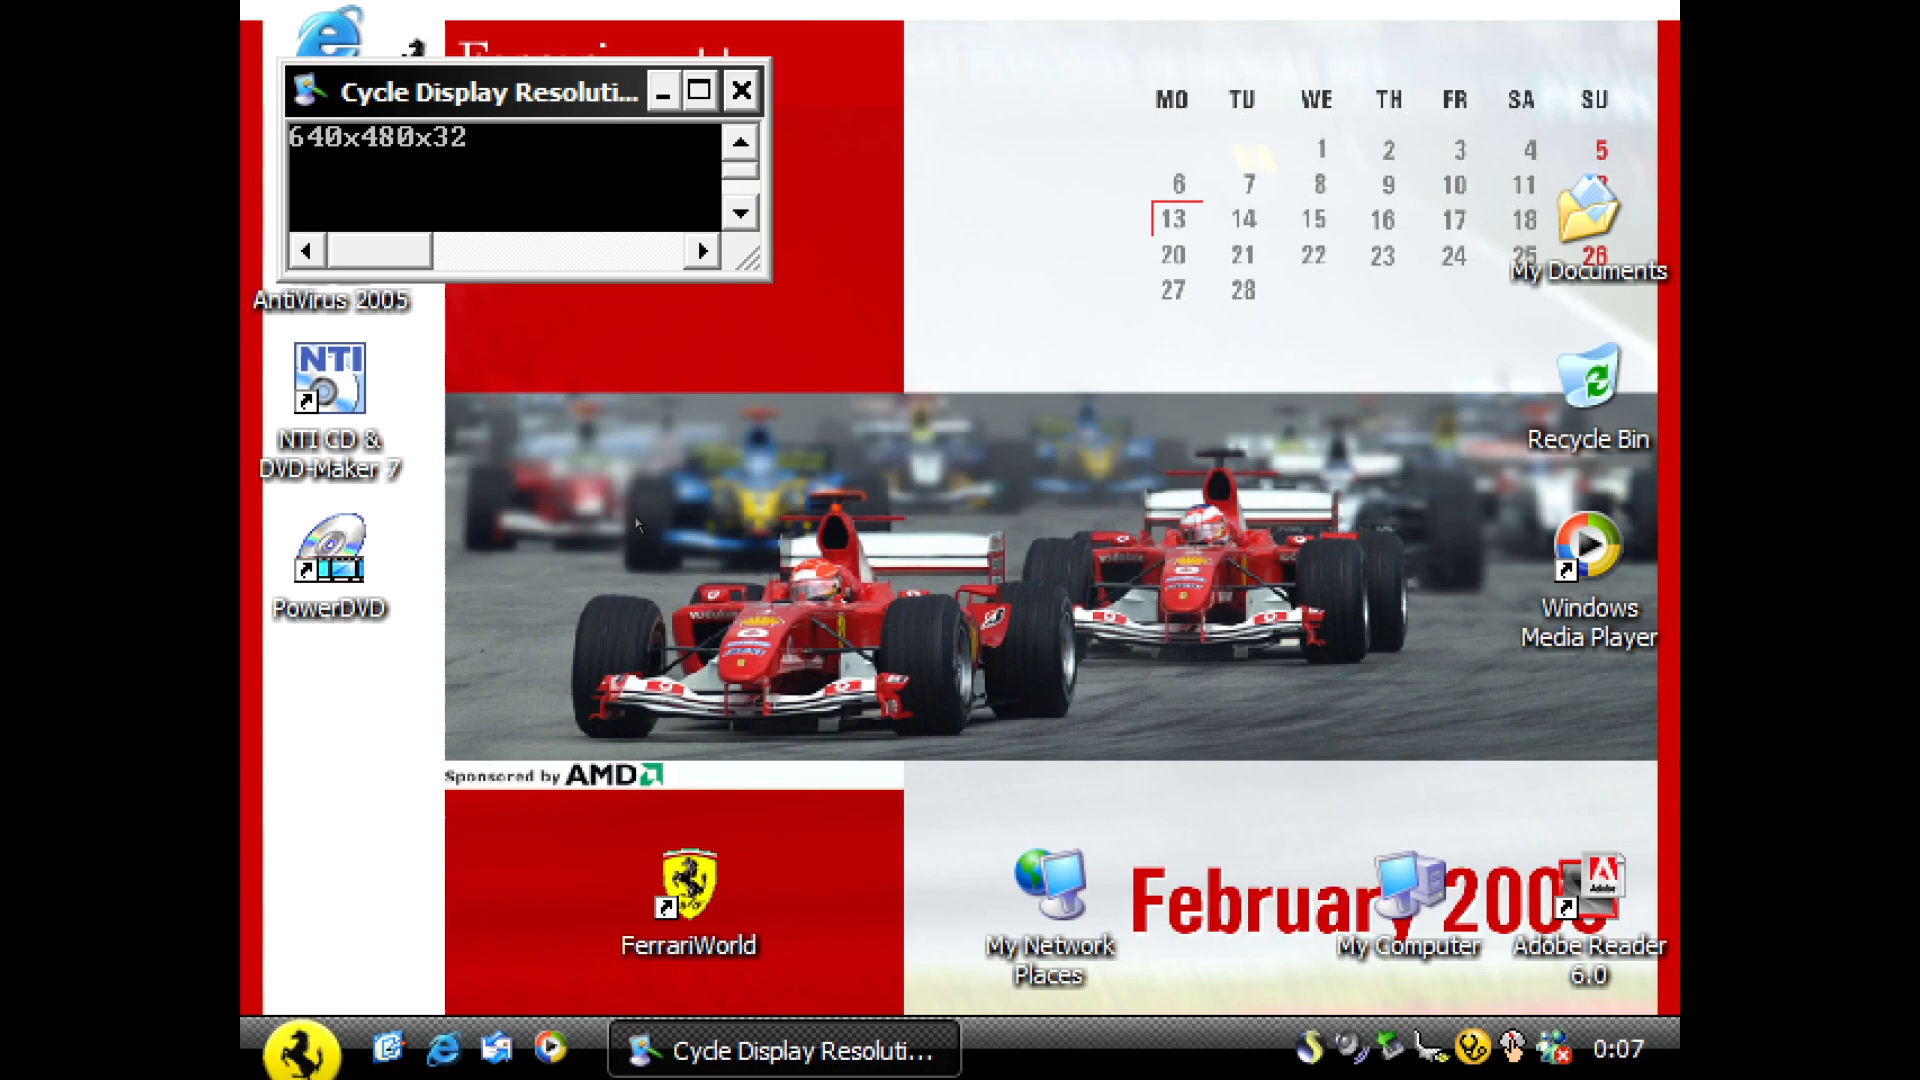 Cycle Display Resoluti...
640x480x32
AntiVirus 2005
NTI
NTI CD &
DVD-Maker 7
PowerDVD
MO TU WE TH FR SA SU
1 2 3 4 5
6 7 8 9 10 11
13 14 15 16 17 18
20 21 22 23 24 25 26
27 28
My Documents
Recycle Bin
Windows
Media Player
Sponsored by AMD
February 200
FerrariWorld
My Network
Places
My Computer
Adobe
Adobe Reader
6.0
Cycle Display Resoluti...
0:07